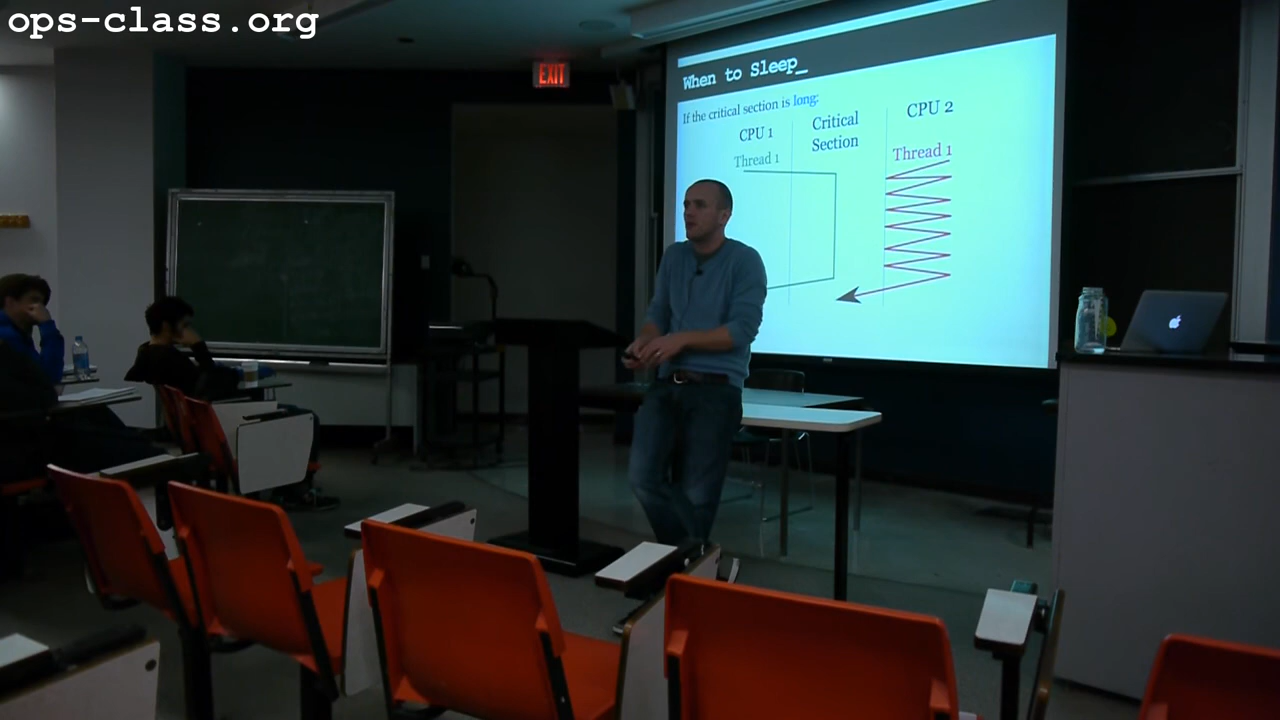 ops-class.org
EXIT
When to Sleep_
If the critical section is long:
CPU 1
Critical
Section
CPU 2
Thread 1
Thread 1